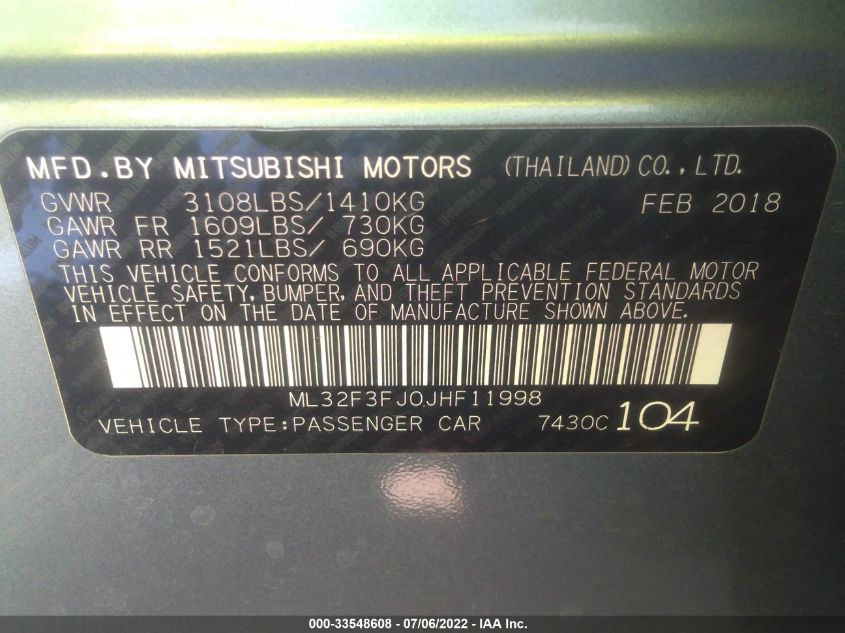 MFD.BY MITSUBISHI MOTORS (THAILAND) CO.,LTD.
GVWR 3108LBS/1410KG FEB 2018
GAWR FR 1609LBS/ 730KG
GAWR RR 1521LBS/ 690KG
THIS VEHICLE CONFORMS TO ALL APPLICABLE FEDERAL MOTOR
VEHICLE SAFETY, BUMPER, AND THEFT PREVENTION STANDARDS
IN EFFECT ON THE DATE OF MANUFACTURE SHOWN ABOVE.
ML32F3FJ0JHF11998
VEHICLE TYPE:PASSENGER CAR 7430C 104
000-33548608 - 07/06/2022 - IAA Inc.